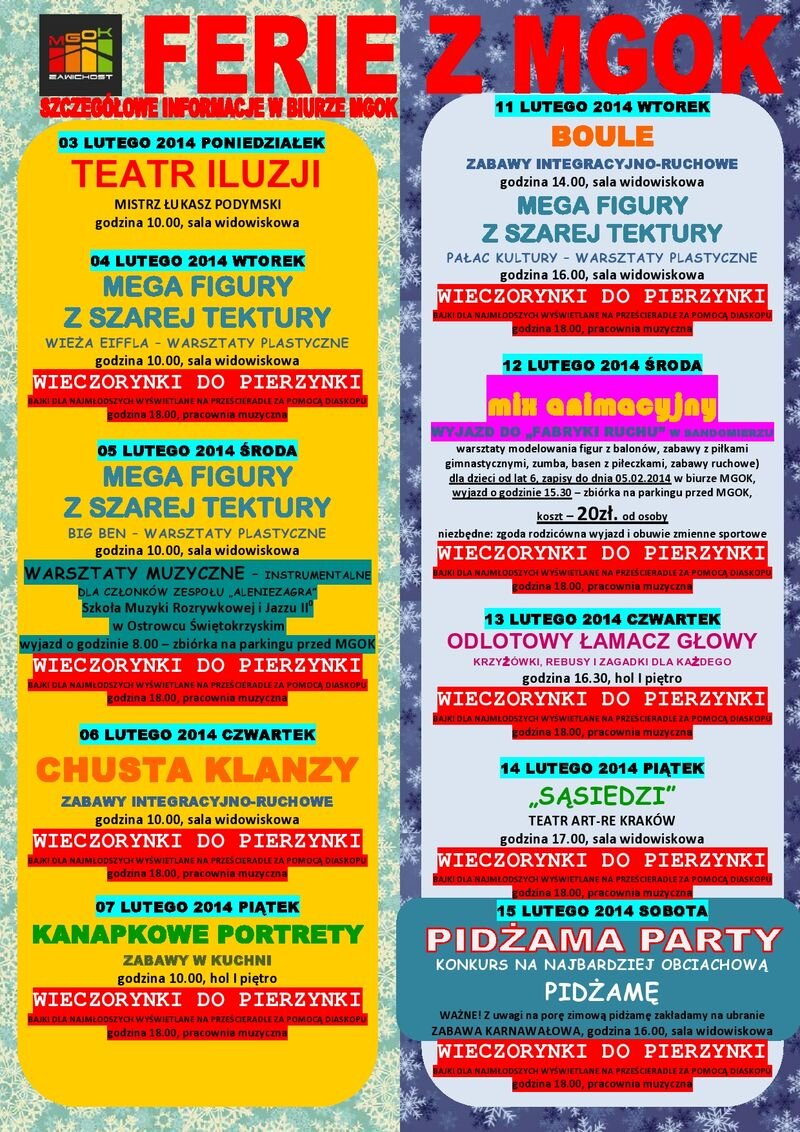 MGOK
ZAWICHOST
FERIE Z MGOK
SZCZEGÓŁOWE INFORMACJE W BIURZE MGOK
03 LUTEGO 2014 PONIEDZIAŁEK
TEATR ILUZJI
MISTRZ ŁUKASZ PODYMSKI
godzina 10.00, sala widowiskowa
04 LUTEGO 2014 WTOREK
MEGA FIGURY
Z SZAREJ TEKTURY
WIEŻA EIFFLA – WARSZTATY PLASTYCZNE
godzina 10.00, sala widowiskowa
WIECZORYNKI DO PIERZYNKI
BAJKI DLA NAJMŁODSZYCH WYŚWIETLANE NA PRZEŚCIERADLE ZA POMOCĄ DIASKOPU
godzina 18.00, pracownia muzyczna
05 LUTEGO 2014 ŚRODA
MEGA FIGURY
Z SZAREJ TEKTURY
BIG BEN – WARSZTATY PLASTYCZNE
godzina 10.00, sala widowiskowa
WARSZTATY MUZYCZNE – INSTRUMENTALNE
DLA CZŁONKÓW ZESPOŁU „ALENIEZAGRA”
Szkoła Muzyki Rozrywkowej i Jazzu II⁰
w Ostrowcu Świętokrzyskim
wyjazd o godzinie 8.00 – zbiórka na parkingu przed MGOK
WIECZORYNKI DO PIERZYNKI
BAJKI DLA NAJMŁODSZYCH WYŚWIETLANE NA PRZEŚCIERADLE ZA POMOCĄ DIASKOPU
godzina 18.00, pracownia muzyczna
06 LUTEGO 2014 CZWARTEK
CHUSTA KLANZY
ZABAWY INTEGRACYJNO-RUCHOWE
godzina 10.00, sala widowiskowa
WIECZORYNKI DO PIERZYNKI
BAJKI DLA NAJMŁODSZYCH WYŚWIETLANE NA PRZEŚCIERADLE ZA POMOCĄ DIASKOPU
godzina 18.00, pracownia muzyczna
07 LUTEGO 2014 PIĄTEK
KANAPKOWE PORTRETY
ZABAWY W KUCHNI
godzina 10.00, hol I piętro
WIECZORYNKI DO PIERZYNKI
BAJKI DLA NAJMŁODSZYCH WYŚWIETLANE NA PRZEŚCIERADLE ZA POMOCĄ DIASKOPU
godzina 18.00, pracownia muzyczna
11 LUTEGO 2014 WTOREK
BOULE
ZABAWY INTEGRACYJNO-RUCHOWE
godzina 14.00, sala widowiskowa
MEGA FIGURY
Z SZAREJ TEKTURY
PAŁAC KULTURY – WARSZTATY PLASTYCZNE
godzina 16.00, sala widowiskowa
WIECZORYNKI DO PIERZYNKI
BAJKI DLA NAJMŁODSZYCH WYŚWIETLANE NA PRZEŚCIERADLE ZA POMOCĄ DIASKOPU
godzina 18.00, pracownia muzyczna
12 LUTEGO 2014 ŚRODA
mix animacyjny
WYJAZD DO „FABRYKI RUCHU” W SANDOMIERZU
warsztaty modelowania figur z balonów, zabawy z piłkami
gimnastycznymi, zumba, basen z piłeczkami, zabawy ruchowe)
dla dzieci od lat 6, zapisy do dnia 05.02.2014 w biurze MGOK,
wyjazd o godzinie 15.30 – zbiórka na parkingu przed MGOK,
koszt – 20zł. od osoby
niezbędne: zgoda rodzicówna wyjazd i obuwie zmienne sportowe
WIECZORYNKI DO PIERZYNKI
BAJKI DLA NAJMŁODSZYCH WYŚWIETLANE NA PRZEŚCIERADLE ZA POMOCĄ DIASKOPU
godzina 18.00, pracownia muzyczna
13 LUTEGO 2014 CZWARTEK
ODLOTOWY ŁAMACZ GŁOWY
KRZYŻÓWKI, REBUSY I ZAGADKI DLA KAŻDEGO
godzina 16.30, hol I piętro
WIECZORYNKI DO PIERZYNKI
BAJKI DLA NAJMŁODSZYCH WYŚWIETLANE NA PRZEŚCIERADLE ZA POMOCĄ DIASKOPU
godzina 18.00, pracownia muzyczna
14 LUTEGO 2014 PIĄTEK
„SĄSIEDZI”
TEATR ART-RE KRAKÓW
godzina 17.00, sala widowiskowa
WIECZORYNKI DO PIERZYNKI
BAJKI DLA NAJMŁODSZYCH WYŚWIETLANE NA PRZEŚCIERADLE ZA POMOCĄ DIASKOPU
godzina 18.00, pracownia muzyczna
15 LUTEGO 2014 SOBOTA
PIDŻAMA PARTY
KONKURS NA NAJBARDZIEJ OBCIACHOWĄ
PIDŻAMĘ
WAŻNE! Z uwagi na porę zimową pidżamę zakładamy na ubranie
ZABAWA KARNAWAŁOWA, godzina 16.00, sala widowiskowa
WIECZORYNKI DO PIERZYNKI
BAJKI DLA NAJMŁODSZYCH WYŚWIETLANE NA PRZEŚCIERADLE ZA POMOCĄ DIASKOPU
godzina 18.00, pracownia muzyczna